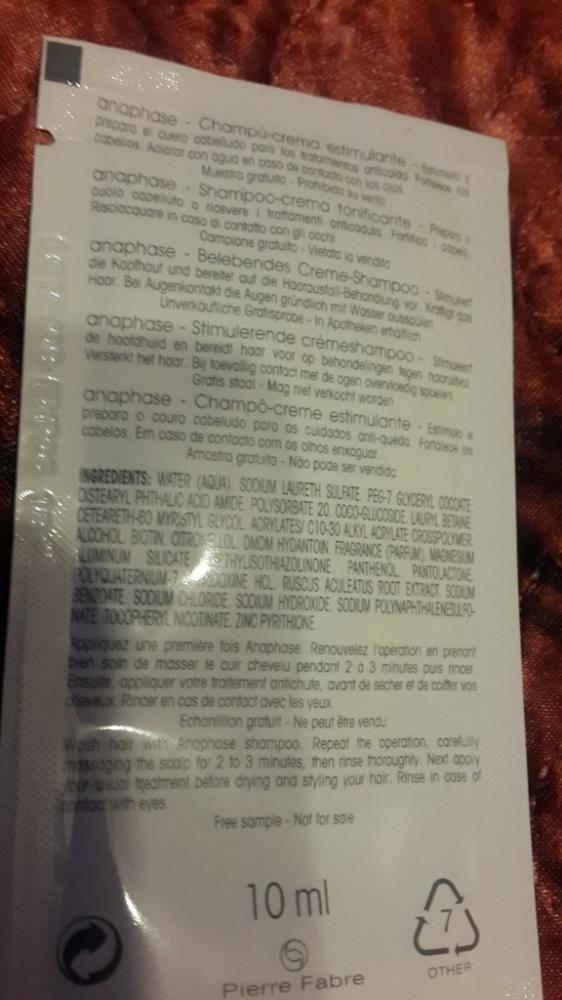 anaphase - Champú-crema estimulante - Estimula y
prepara el cuero cabelludo para los tratamientos anticaída. Fortalece los
cabellos. Aclarar con agua en caso de contacto con los ojos.
Muestra gratuita - Prohibida su venta
anaphase - Shampoo-crema tonificante - Prepara il
cuoio capelluto a ricevere i trattamenti anticaduta. Fortifica i capelli.
Risciacquare in caso di contatto con gli occhi.
Campione gratuito - Vietata la vendita
anaphase - Belebendes Creme-Shampoo - Stimuliert
die Kopfhaut und bereitet auf die Haarausfall-Behandlung vor. Kräftigt das
Haar. Bei Augenkontakt die Augen gründlich mit Wasser ausspülen.
Unverkäufliche Gratisprobe - In Apotheken erhältlich
anaphase - Stimulerende crèmeshampoo - Stimuleert
de hoofdhuid en bereidt haar voor op behandelingen tegen haaruitval.
Versterkt het haar. Bij toevallig contact met de ogen overvloedig spoelen.
Gratis staal - Mag niet verkocht worden
anaphase - Champô-creme estimulante - Estimula e
prepara o couro cabeludo para os cuidados anti-queda. Fortalece os
cabelos. Em caso de contacto com os olhos enxaguar.
Amostra gratuita - Não pode ser vendida
INGREDIENTS: WATER (AQUA). SODIUM LAURETH SULFATE. PEG-7 GLYCERYL COCOATE.
DISTEARYL PHTHALIC ACID AMIDE. POLYSORBATE 20. COCO-GLUCOSIDE. LAURYL BETAINE.
CETEARETH-60 MYRISTYL GLYCOL. ACRYLATES/ C10-30 ALKYL ACRYLATE CROSSPOLYMER.
ALCOHOL. BIOTIN. CITRONELLOL. DMDM HYDANTOIN. FRAGRANCE (PARFUM). MAGNESIUM
ALUMINUM SILICATE. METHYLISOTHIAZOLINONE. PANTHENOL. PANTOLACTONE.
POLYQUATERNIUM-7. PYRIDOXINE HCL. RUSCUS ACULEATUS ROOT EXTRACT. SODIUM
BENZOATE. SODIUM CHLORIDE. SODIUM HYDROXIDE. SODIUM POLYNAPHTHALENESULFO-
NATE. TOCOPHERYL NICOTINATE. ZINC PYRITHIONE.
Appliquez une première fois Anaphase. Renouvelez l'opération en prenant
bien soin de masser le cuir chevelu pendant 2 à 3 minutes puis rincer.
Ensuite, appliquer votre traitement antichute, avant de sécher et de coiffer vos
cheveux. Rincer en cas de contact avec les yeux.
Echantillon gratuit - Ne peut être vendu
Wash hair with Anaphase shampoo. Repeat the operation, carefully
massaging the scalp for 2 to 3 minutes, then rinse thoroughly. Next apply
your usual treatment before drying and styling your hair. Rinse in case of
contact with eyes.
Free sample - Not for sale
10 ml
7
OTHER
Pierre Fabre